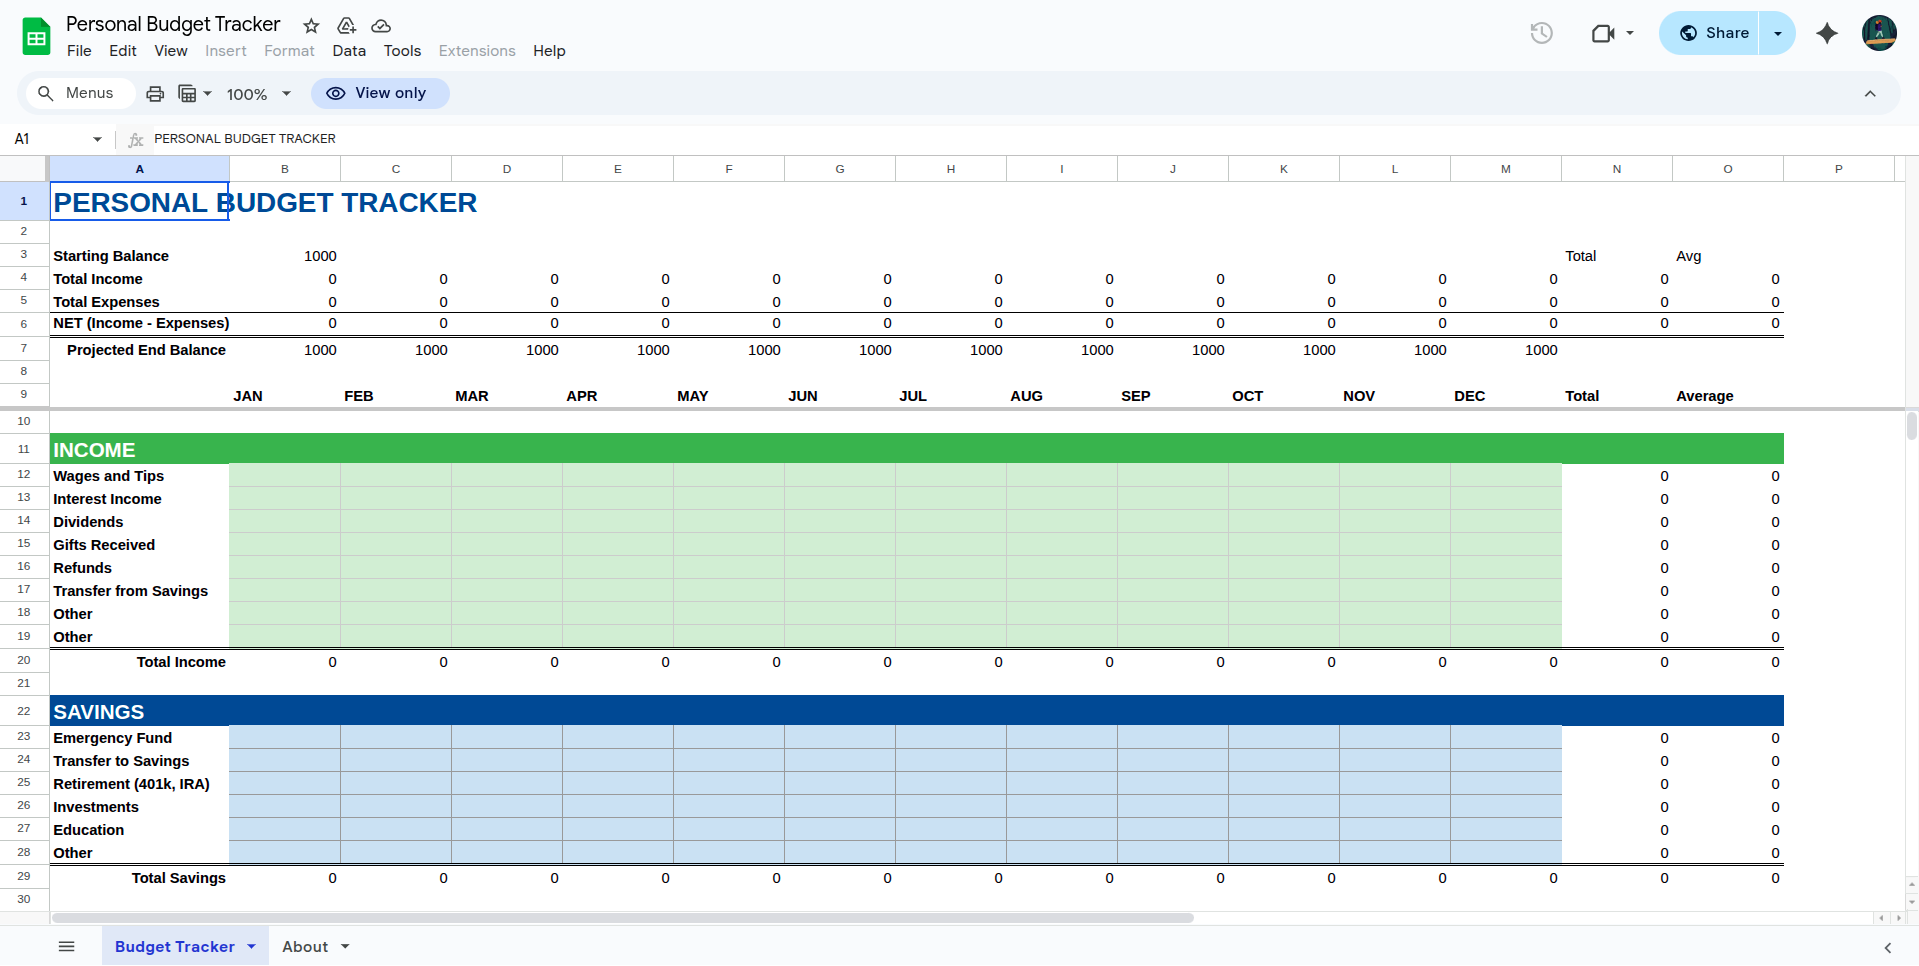 Personal Budget Tracker
File Edit View Insert Format Data Tools Extensions Help
Share
Menus 100% View only
A1 fx PERSONAL BUDGET TRACKER
A B C D E F G H I J K L M N O P
1 PERSONAL BUDGET TRACKER
2
3 Starting Balance 1000 Total Avg
4 Total Income 0 0 0 0 0 0 0 0 0 0 0 0 0 0
5 Total Expenses 0 0 0 0 0 0 0 0 0 0 0 0 0 0
6 NET (Income - Expenses) 0 0 0 0 0 0 0 0 0 0 0 0 0 0
7 Projected End Balance 1000 1000 1000 1000 1000 1000 1000 1000 1000 1000 1000 1000
8
9 JAN FEB MAR APR MAY JUN JUL AUG SEP OCT NOV DEC Total Average
10
11 INCOME
12 Wages and Tips 0 0
13 Interest Income 0 0
14 Dividends 0 0
15 Gifts Received 0 0
16 Refunds 0 0
17 Transfer from Savings 0 0
18 Other 0 0
19 Other 0 0
20 Total Income 0 0 0 0 0 0 0 0 0 0 0 0 0 0
21
22 SAVINGS
23 Emergency Fund 0 0
24 Transfer to Savings 0 0
25 Retirement (401k, IRA) 0 0
26 Investments 0 0
27 Education 0 0
28 Other 0 0
29 Total Savings 0 0 0 0 0 0 0 0 0 0 0 0 0 0
30
Budget Tracker About